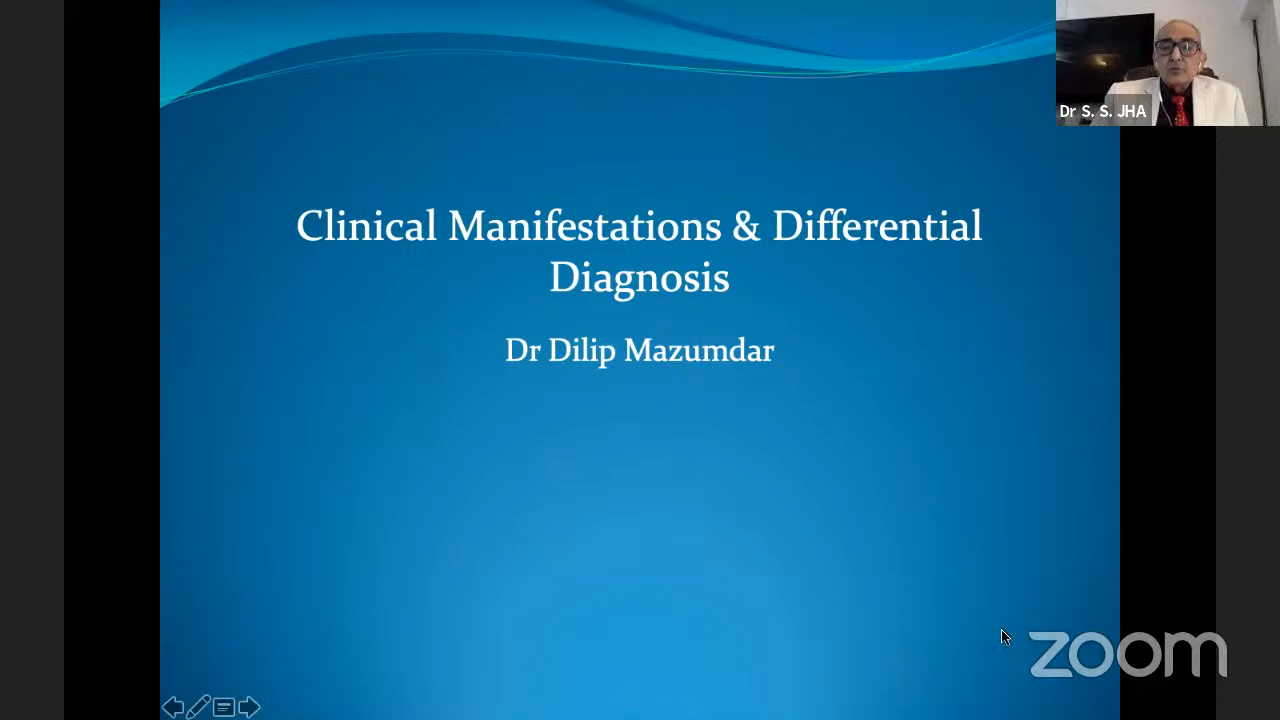 Dr S. S. JHA
Clinical Manifestations & Differential
Diagnosis
Dr Dilip Mazumdar
zoom